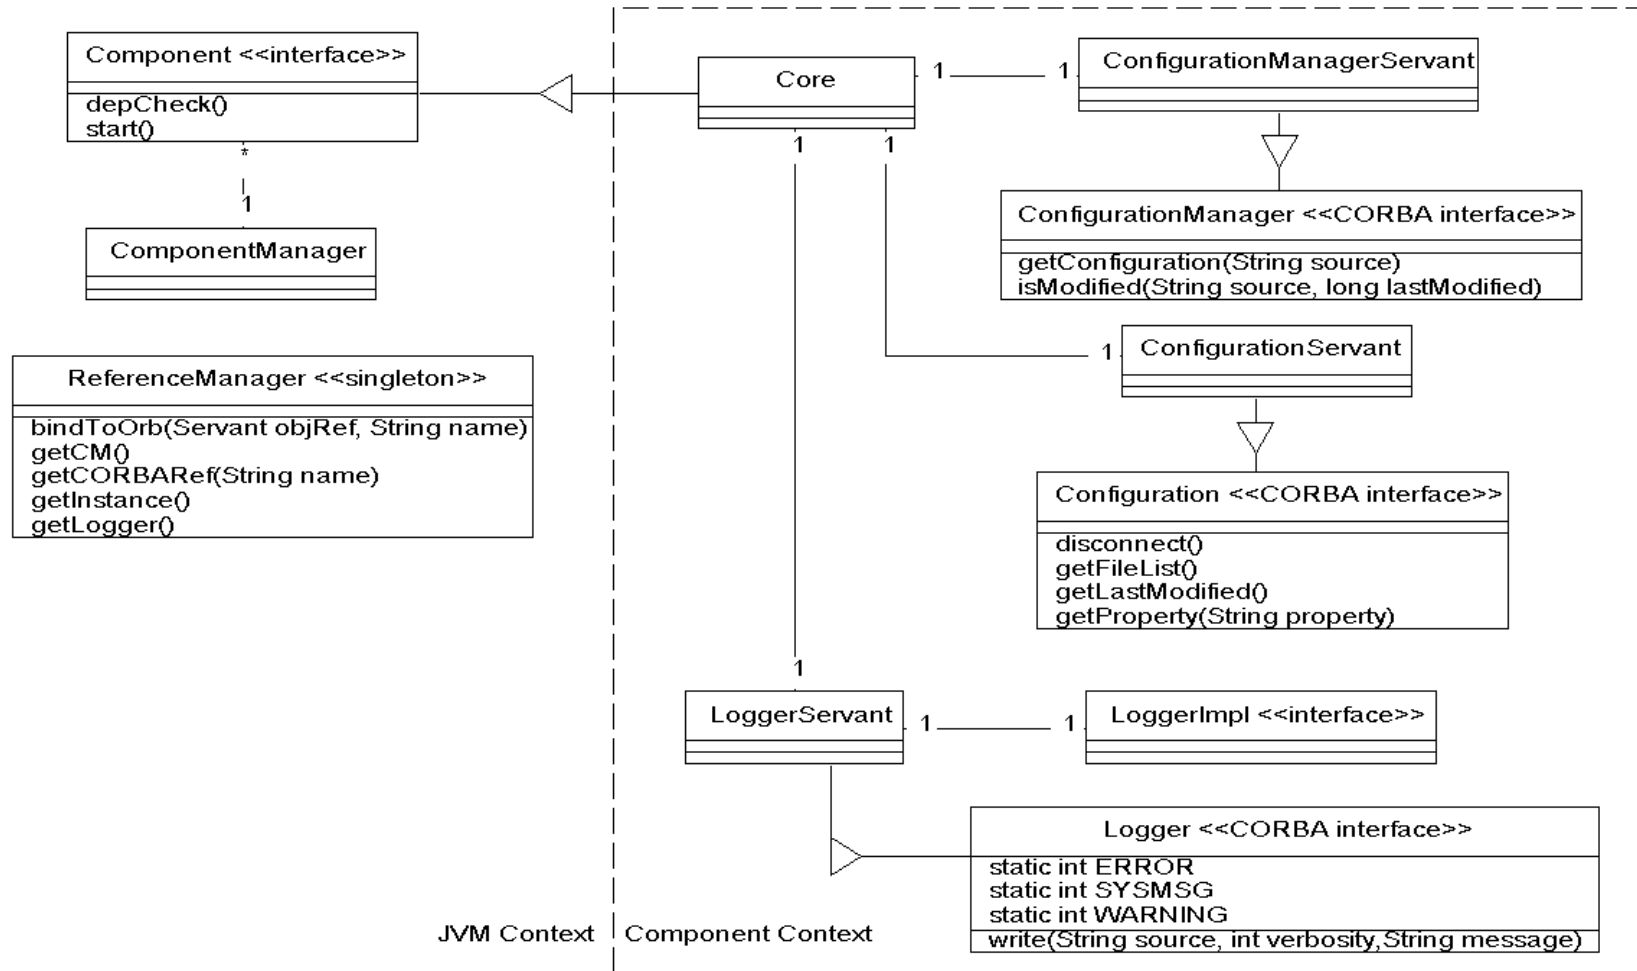 Component <<interface>>
depCheck()
start()
*
1
ComponentManager
ReferenceManager <<singleton>>
bindToOrb(Servant objRef, String name)
getCM()
getCORBARef(String name)
getInstance()
getLogger()
JVM Context
Core
1
1
1
1
ConfigurationManagerServant
ConfigurationManager <<CORBA interface>>
getConfiguration(String source)
isModified(String source, long lastModified)
1
ConfigurationServant
Configuration <<CORBA interface>>
disconnect()
getFileList()
getLastModified()
getProperty(String property)
1
LoggerServant
1
1
LoggerImpl <<interface>>
Logger <<CORBA interface>>
static int ERROR
static int SYSMSG
static int WARNING
write(String source, int verbosity,String message)
Component Context